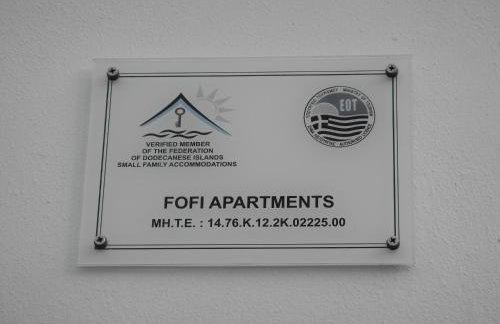 VERIFIED MEMBER
OF THE FEDERATION
OF DODECANESE ISLANDS
SMALL FAMILY ACCOMMODATIONS
EOT
FOFI APARTMENTS
MH.T.E. : 14.76.K.12.2K.02225.00